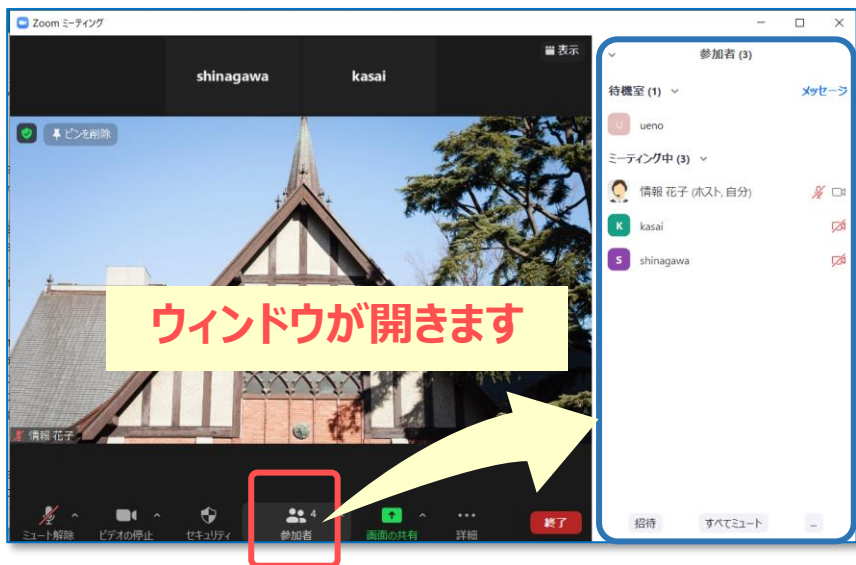 Zoom ミーティング
表示
shinagawa
kasai
ピンを削除
ウィンドウが開きます
情報 花子
ミュート解除
ビデオの停止
セキュリティ
4
参加者
画面の共有
詳細
終了
参加者 (3)
待機室 (1)
メッセージ
U ueno
ミーティング中 (3)
情報 花子 (ホスト, 自分)
K kasai
S shinagawa
招待
すべてミュート
...